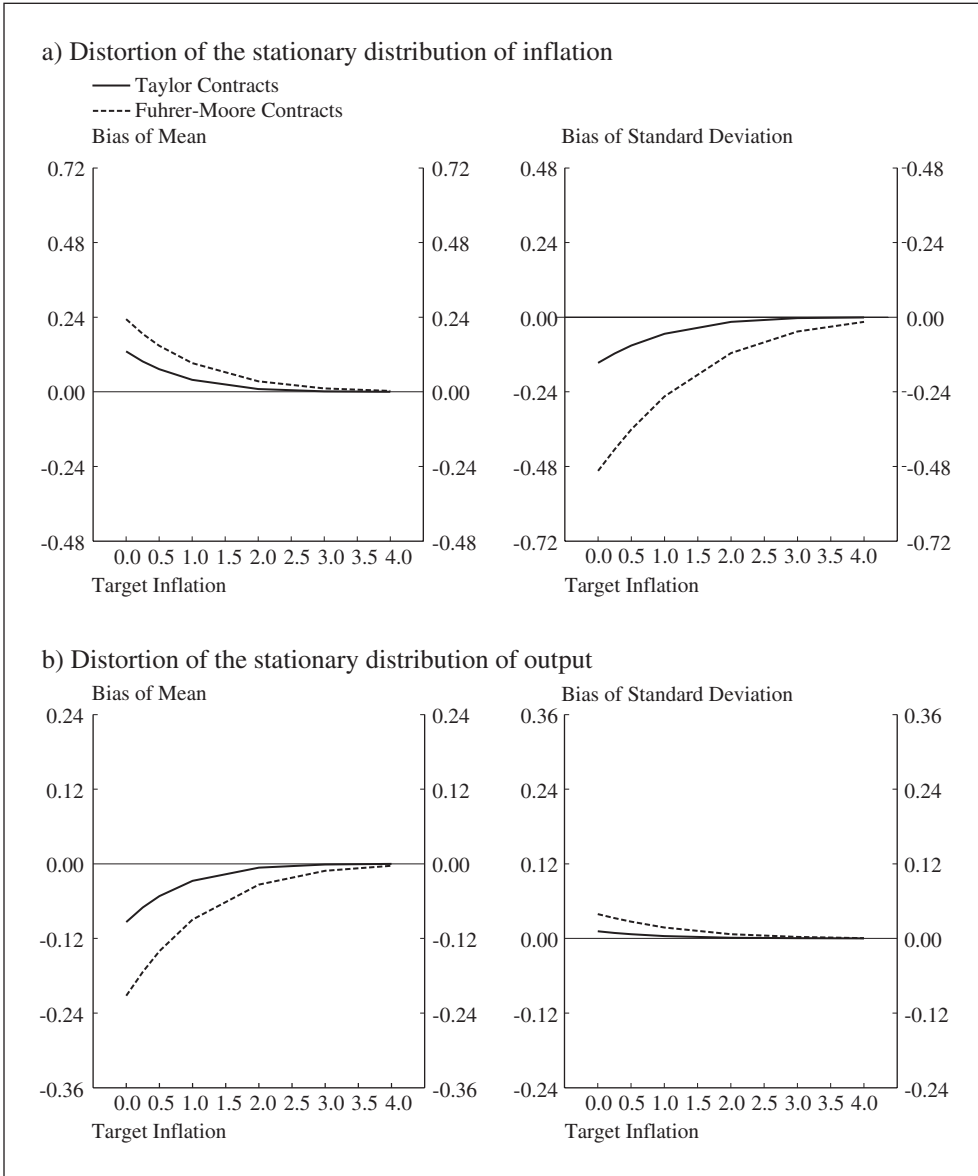 a) Distortion of the stationary distribution of inflation
Taylor Contracts
Fuhrer-Moore Contracts
Bias of Mean
0.72 0.72
0.48 0.48
0.24 0.24
0.00 0.00
-0.24 -0.24
-0.48 -0.48
0.0 0.5 1.0 1.5 2.0 2.5 3.0 3.5 4.0
Target Inflation
Bias of Standard Deviation
0.48 -0.48
0.24 -0.24
0.00 0.00
-0.24 -0.24
-0.48 -0.48
-0.72 -0.72
0.0 0.5 1.0 1.5 2.0 2.5 3.0 3.5 4.0
Target Inflation
b) Distortion of the stationary distribution of output
Bias of Mean
0.24 0.24
0.12 0.12
0.00 0.00
-0.12 -0.12
-0.24 -0.24
-0.36 -0.36
0.0 0.5 1.0 1.5 2.0 2.5 3.0 3.5 4.0
Target Inflation
Bias of Standard Deviation
0.36 0.36
0.24 0.24
0.12 0.12
0.00 0.00
-0.12 -0.12
-0.24 -0.24
0.0 0.5 1.0 1.5 2.0 2.5 3.0 3.5 4.0
Target Inflation